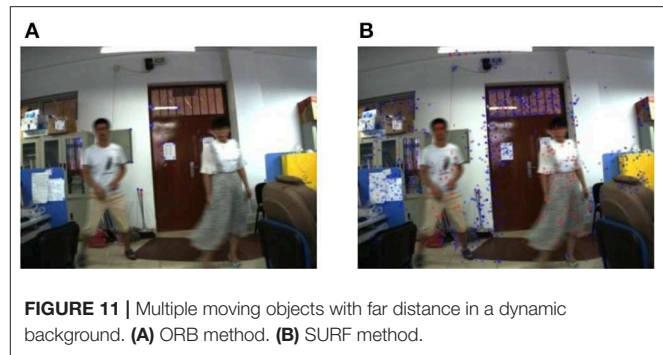 A
B
FIGURE 11 | Multiple moving objects with far distance in a dynamic
background. (A) ORB method. (B) SURF method.